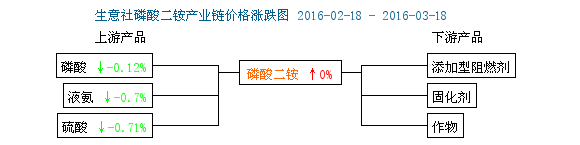 生意社磷酸二铵产业链价格涨跌图 2016-02-18 - 2016-03-18
上游产品 下游产品
磷酸 ↓-0.12%
磷酸二铵 ↑0%
添加型阻燃剂
液氨 ↓-0.7%
固化剂
硫酸 ↓-0.71%
作物